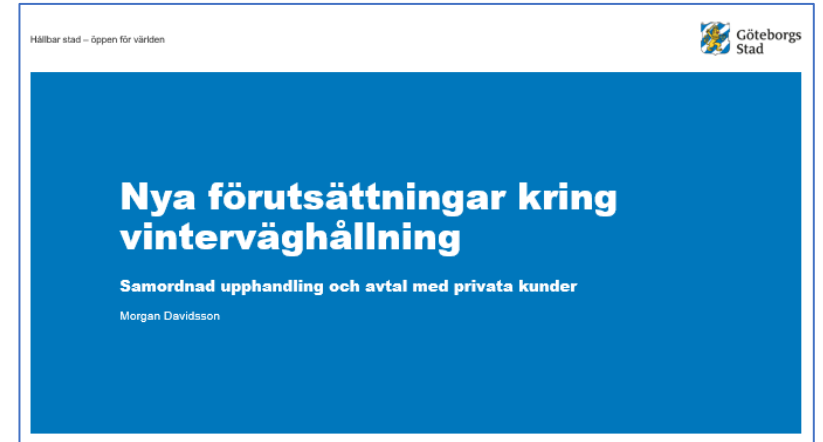 Hållbar stad – öppen för världen
Göteborgs
Stad
Nya förutsättningar kring
vinterväghållning
Samordnad upphandling och avtal med privata kunder
Morgan Davidsson